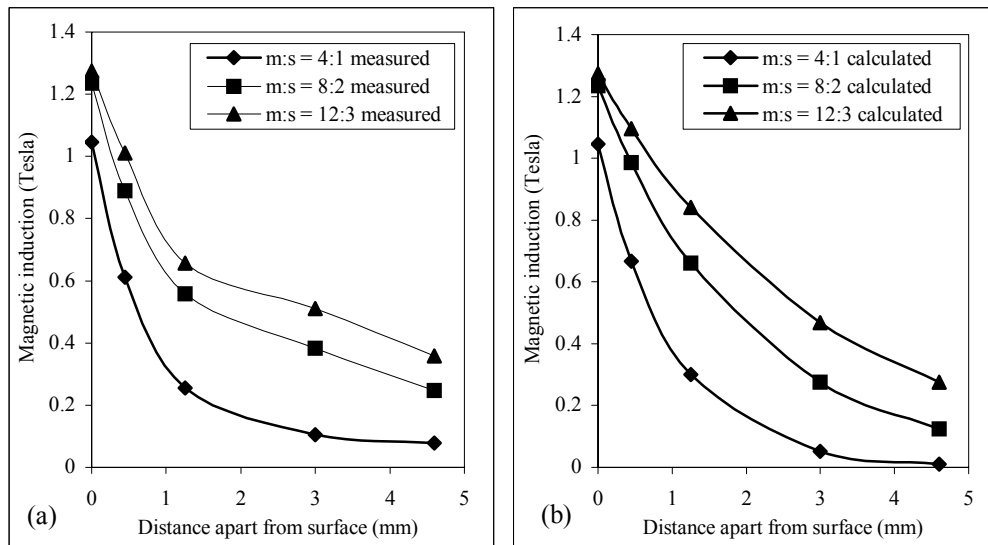 1.4
1.2
1
0.8
0.6
0.4
0.2
0
Magnetic induction (Tesla)
m:s = 4:1 measured
m:s = 8:2 measured
m:s = 12:3 measured
0 1 2 3 4 5
Distance apart from surface (mm)
(a)
1.4
1.2
1
0.8
0.6
0.4
0.2
0
Magnetic induction (Tesla)
m:s = 4:1 calculated
m:s = 8:2 calculated
m:s = 12:3 calculated
0 1 2 3 4 5
Distance apart from surface (mm)
(b)